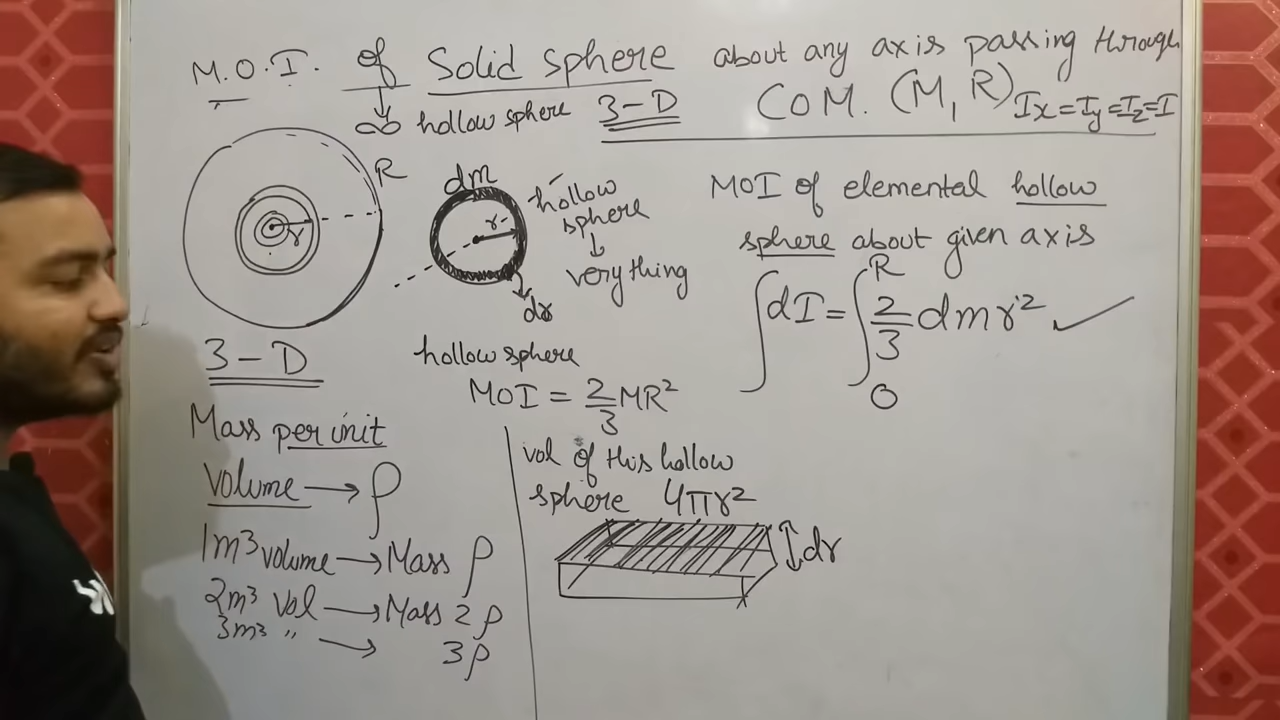 M.O.I. of Solid sphere about any axis passing through
COM. (M, R) Ix=Iy=Iz=I
∞ hollow sphere 3-D
R
r
3-D
dm
r
hollow
sphere
very thing
dr
hollow sphere
MOI = 2/3 MR²
MOI of elemental hollow
sphere about given axis
∫dI = ∫₀ᴿ 2/3 dm r² ✓
Mass per unit
volume → ρ
1m³ volume → Mass ρ
2m³ Vol → Mass 2ρ
3m³ " → 3ρ
vol of this hollow
sphere 4πr²
dr